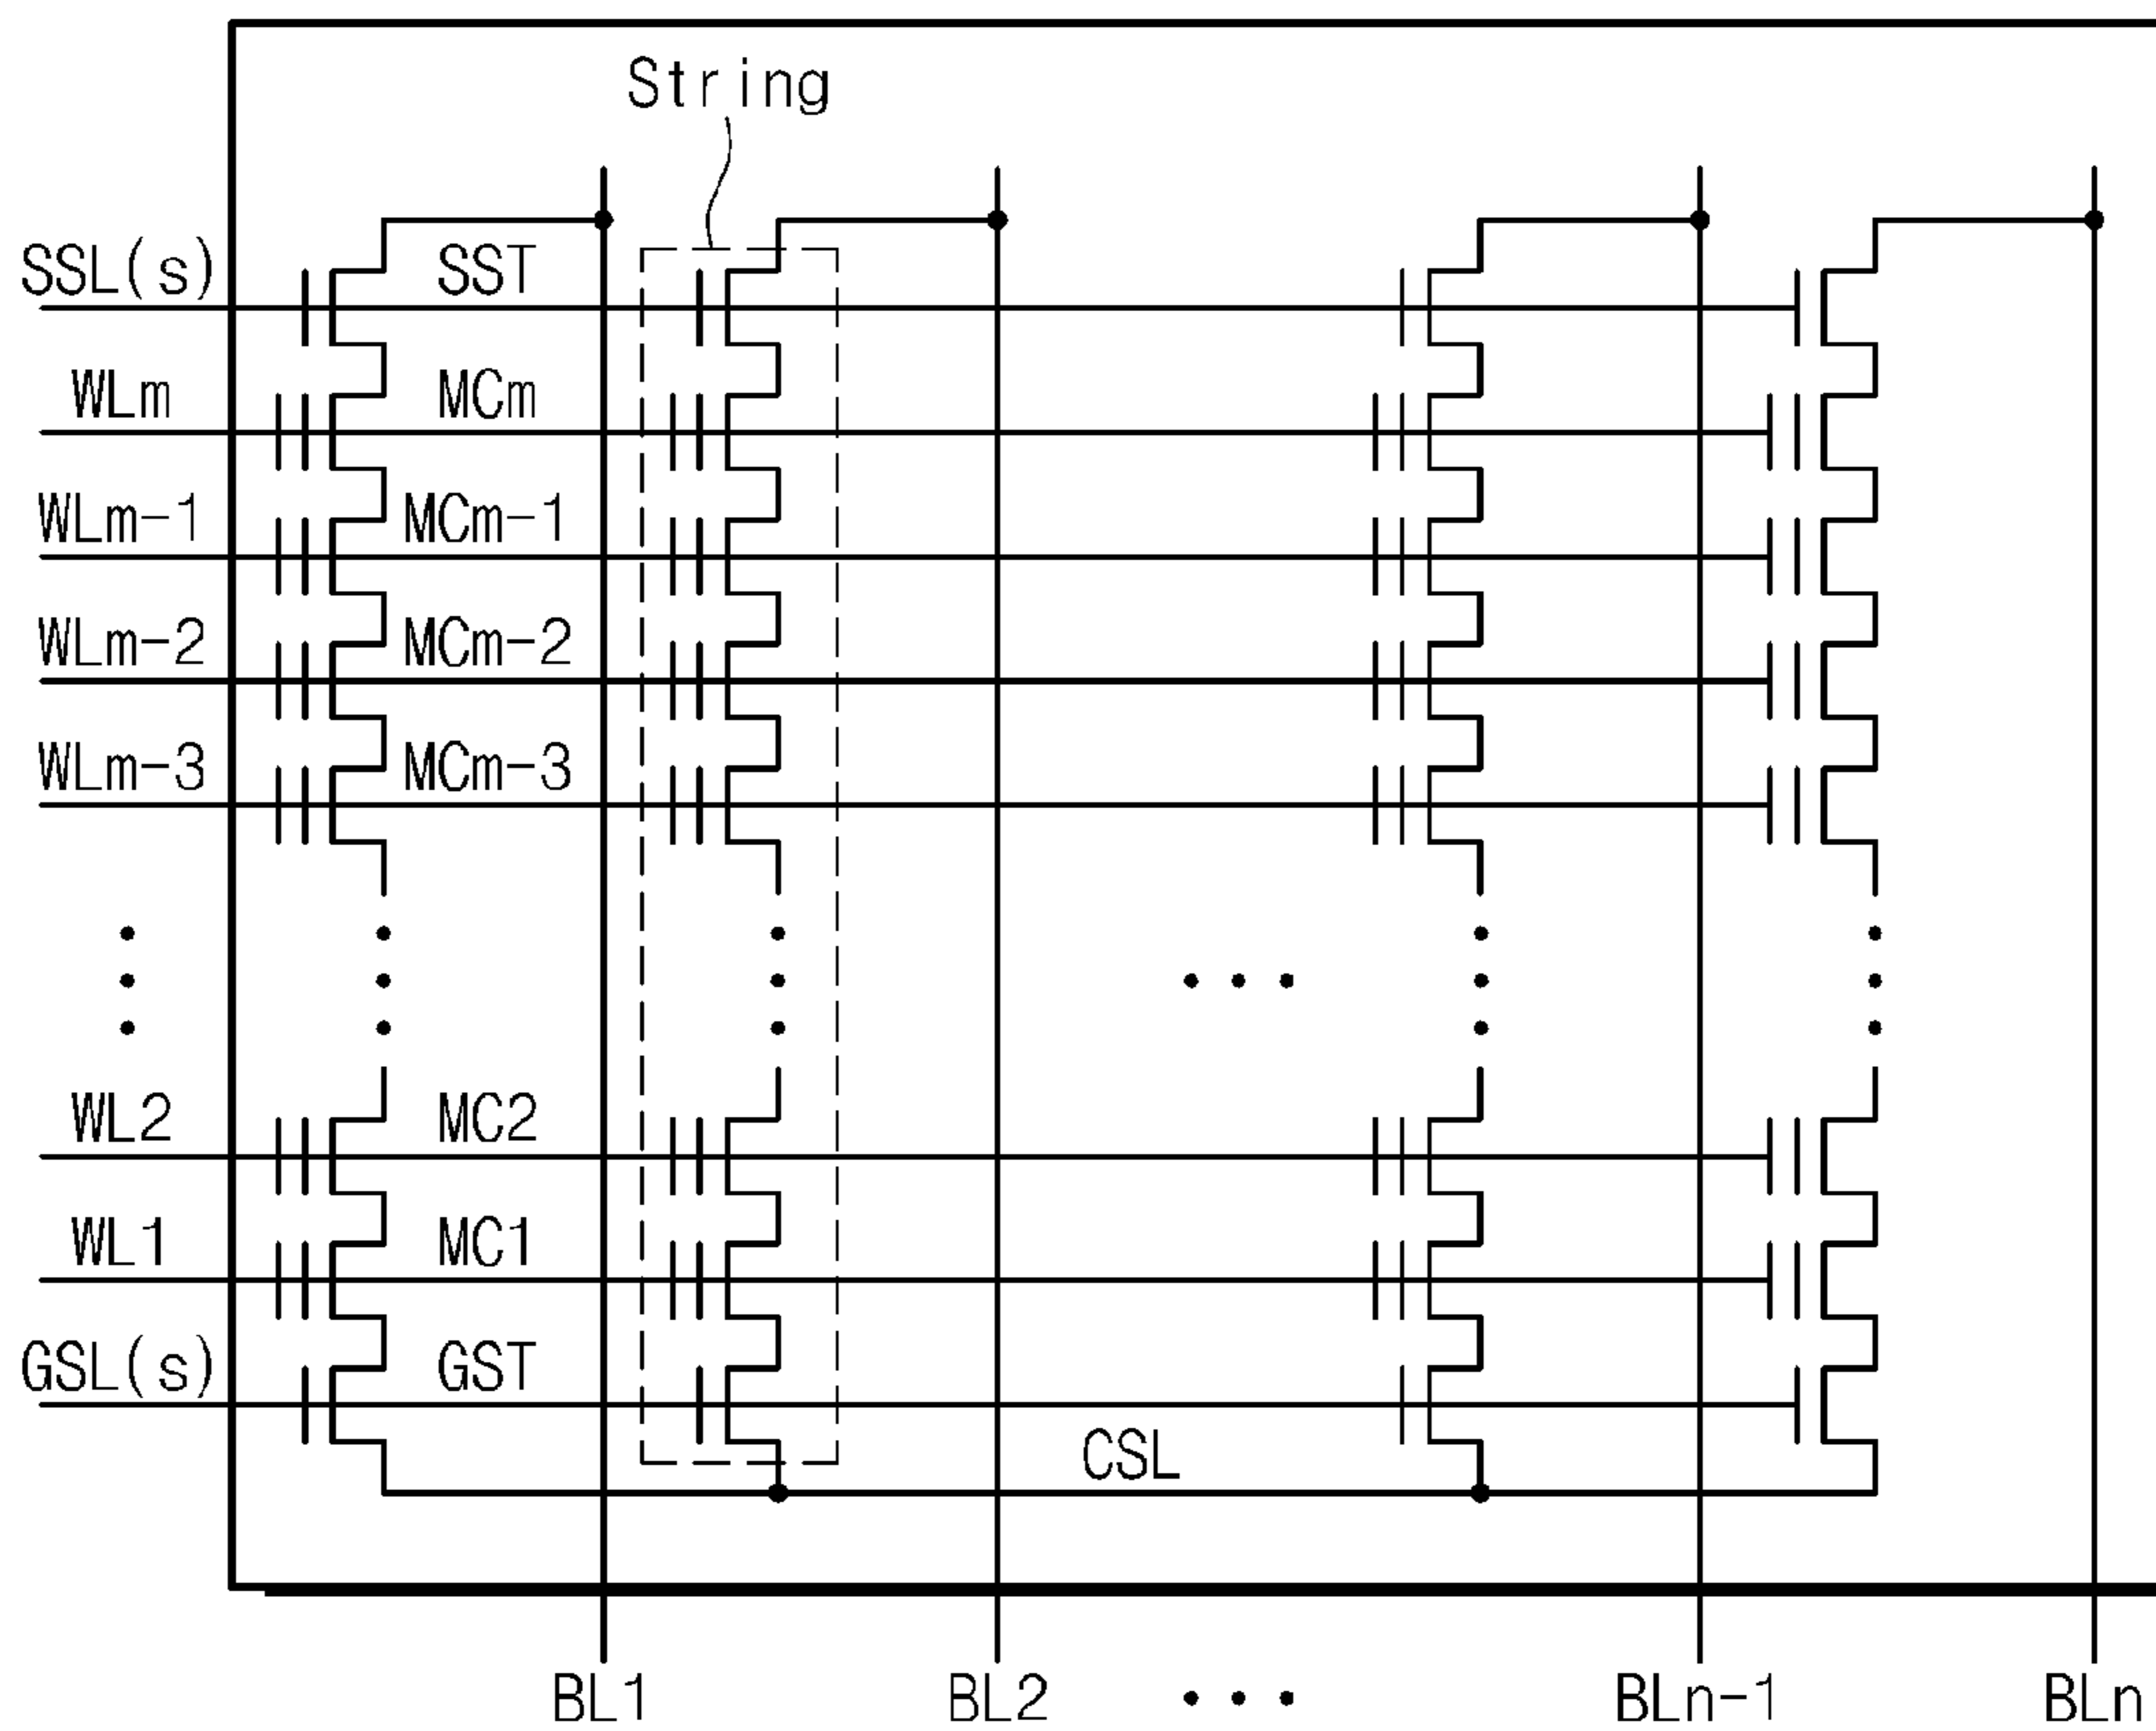 String
SSL(s) SST
WLm MCm
WLm-1 MCm-1
WLm-2 MCm-2
WLm-3 MCm-3
WL2 MC2
WL1 MC1
GSL(s) GST
CSL
BL1 BL2 ... BLn-1 BLn